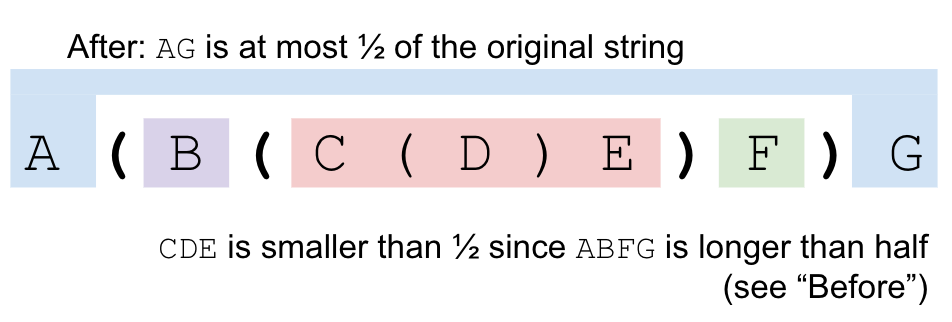 After: AG is at most ½ of the original string
A ( B ( C ( D ) E ) F ) G
CDE is smaller than ½ since ABFG is longer than half
(see “Before”)